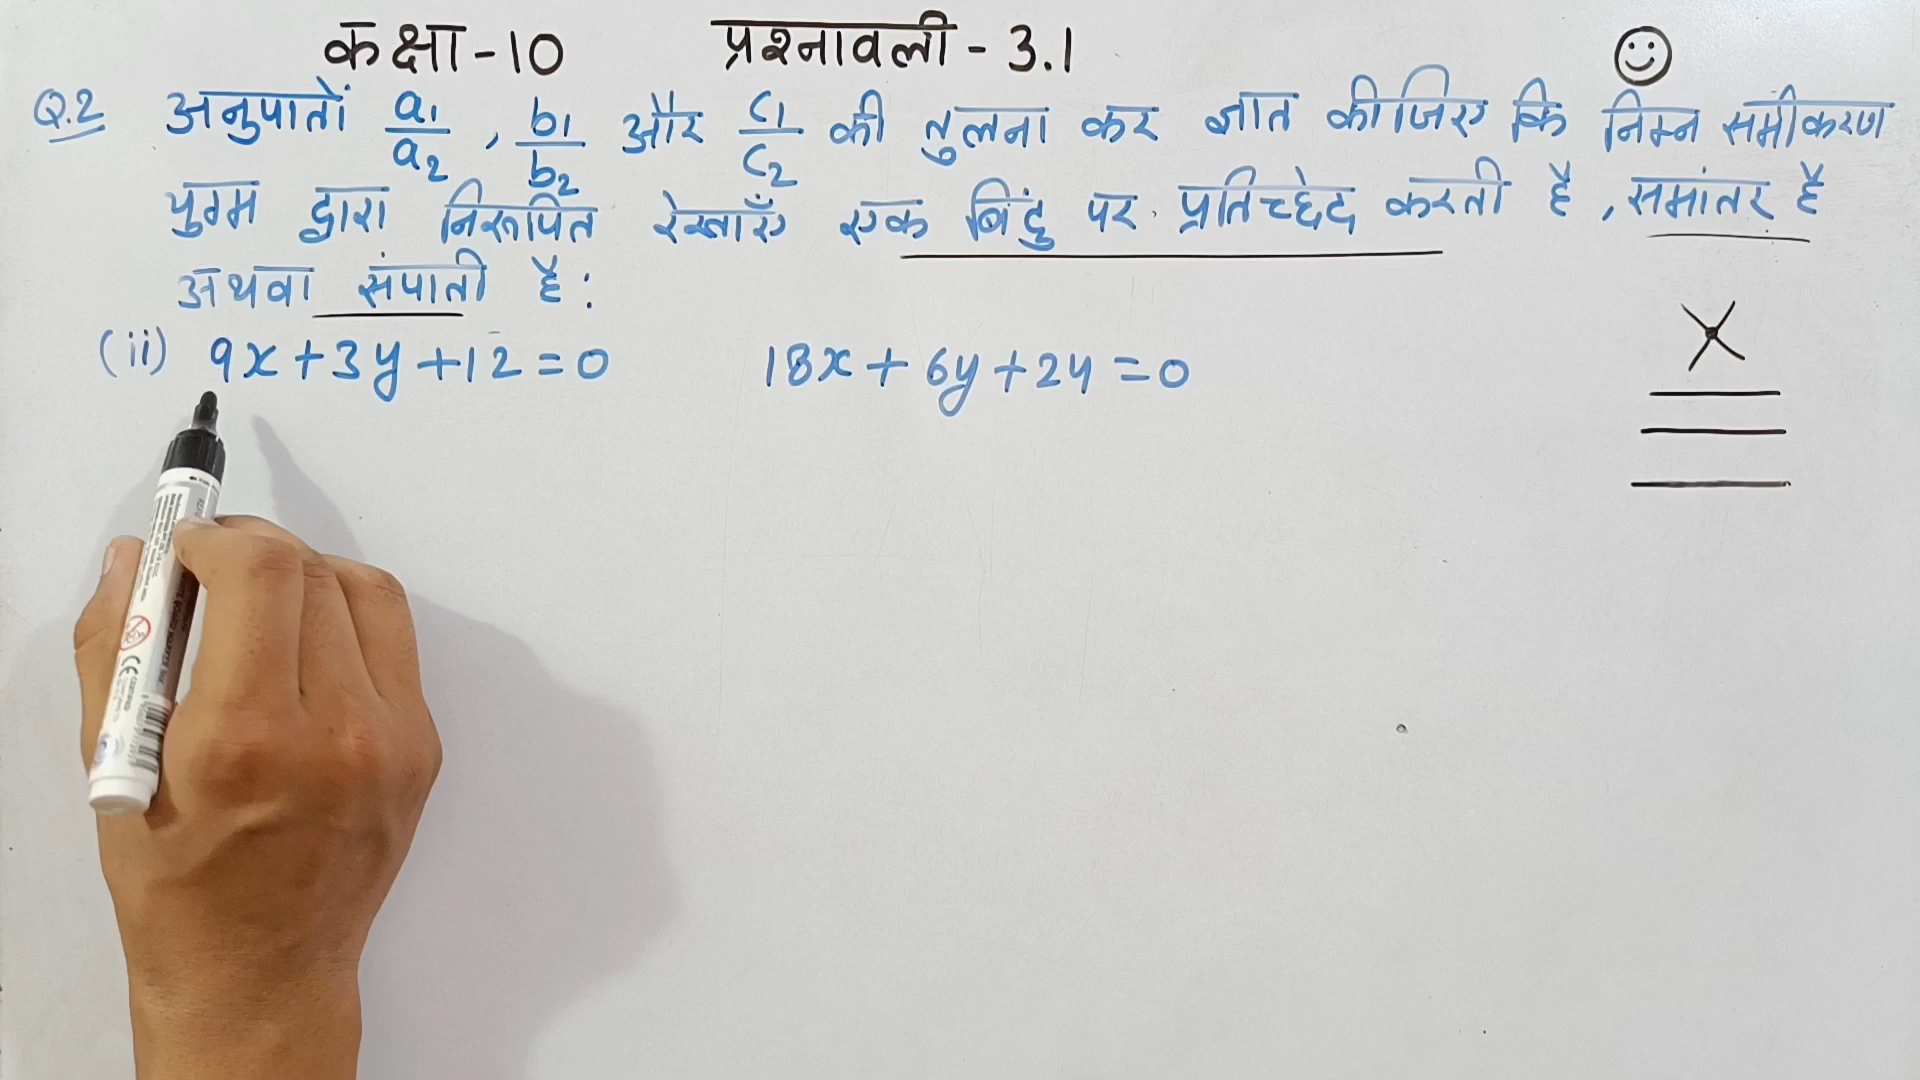 कक्षा-10 प्रश्नावली-3.1
Q.2 अनुपातों a₁/a₂, b₁/b₂ और c₁/c₂ की तुलना कर ज्ञात कीजिए कि निम्न समीकरण
युग्म द्वारा निरूपित रेखाएँ एक बिंदु पर प्रतिच्छेद करती है, समांतर है
अथवा संपाती है:
(ii) 9x+3y+12=0 18x+6y+24=0